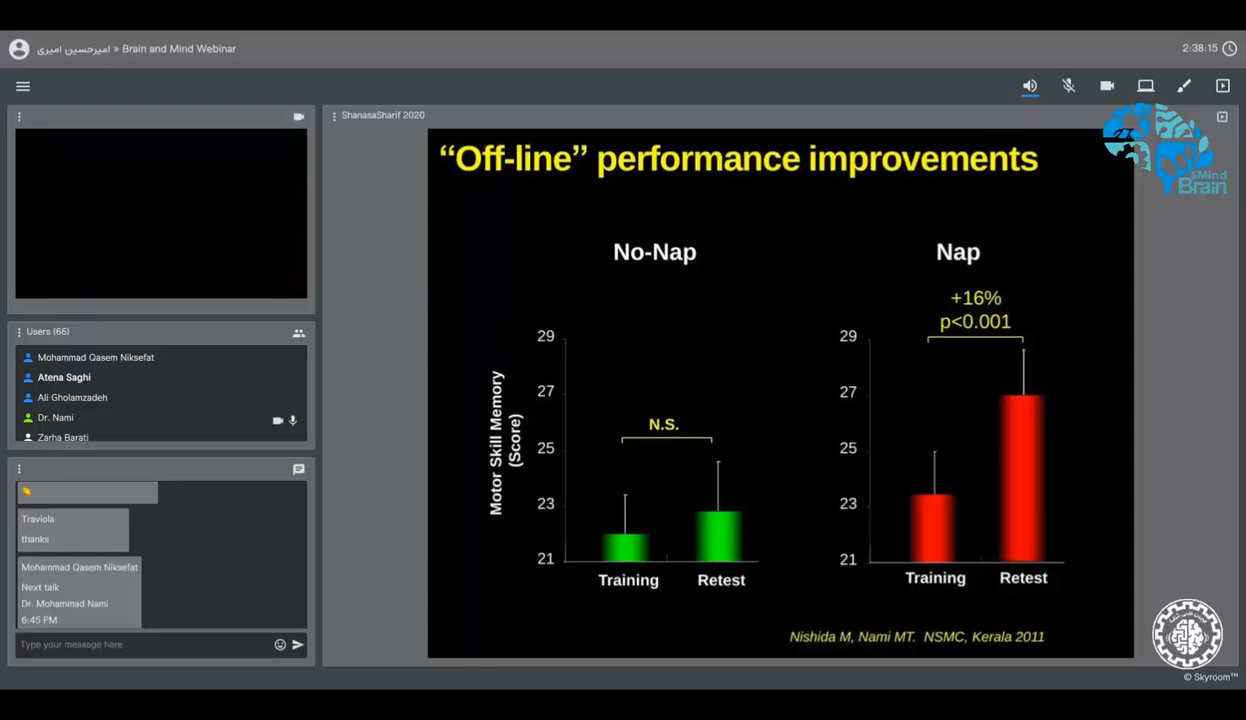 امیرحسین امیری » Brain and Mind Webinar
2:38:15
ShanasaSharif 2020
Users (66)
Mohammad Qasem Niksefat
Atena Saghi
Ali Gholamzadeh
Dr. Nami
Zarha Barati
Traviola
thanks
Mohammad Qasem Niksefat
Next talk
Dr. Mohammad Nami
6:45 PM
Type your message here
“Off-line” performance improvements
No-Nap
Motor Skill Memory
(Score)
29
27
25
23
21
N.S.
Training Retest
Nap
+16%
p<0.001
29
27
25
23
21
Training Retest
Nishida M, Nami MT. NSMC, Kerala 2011
&Mind
Brain
© Skyroom™